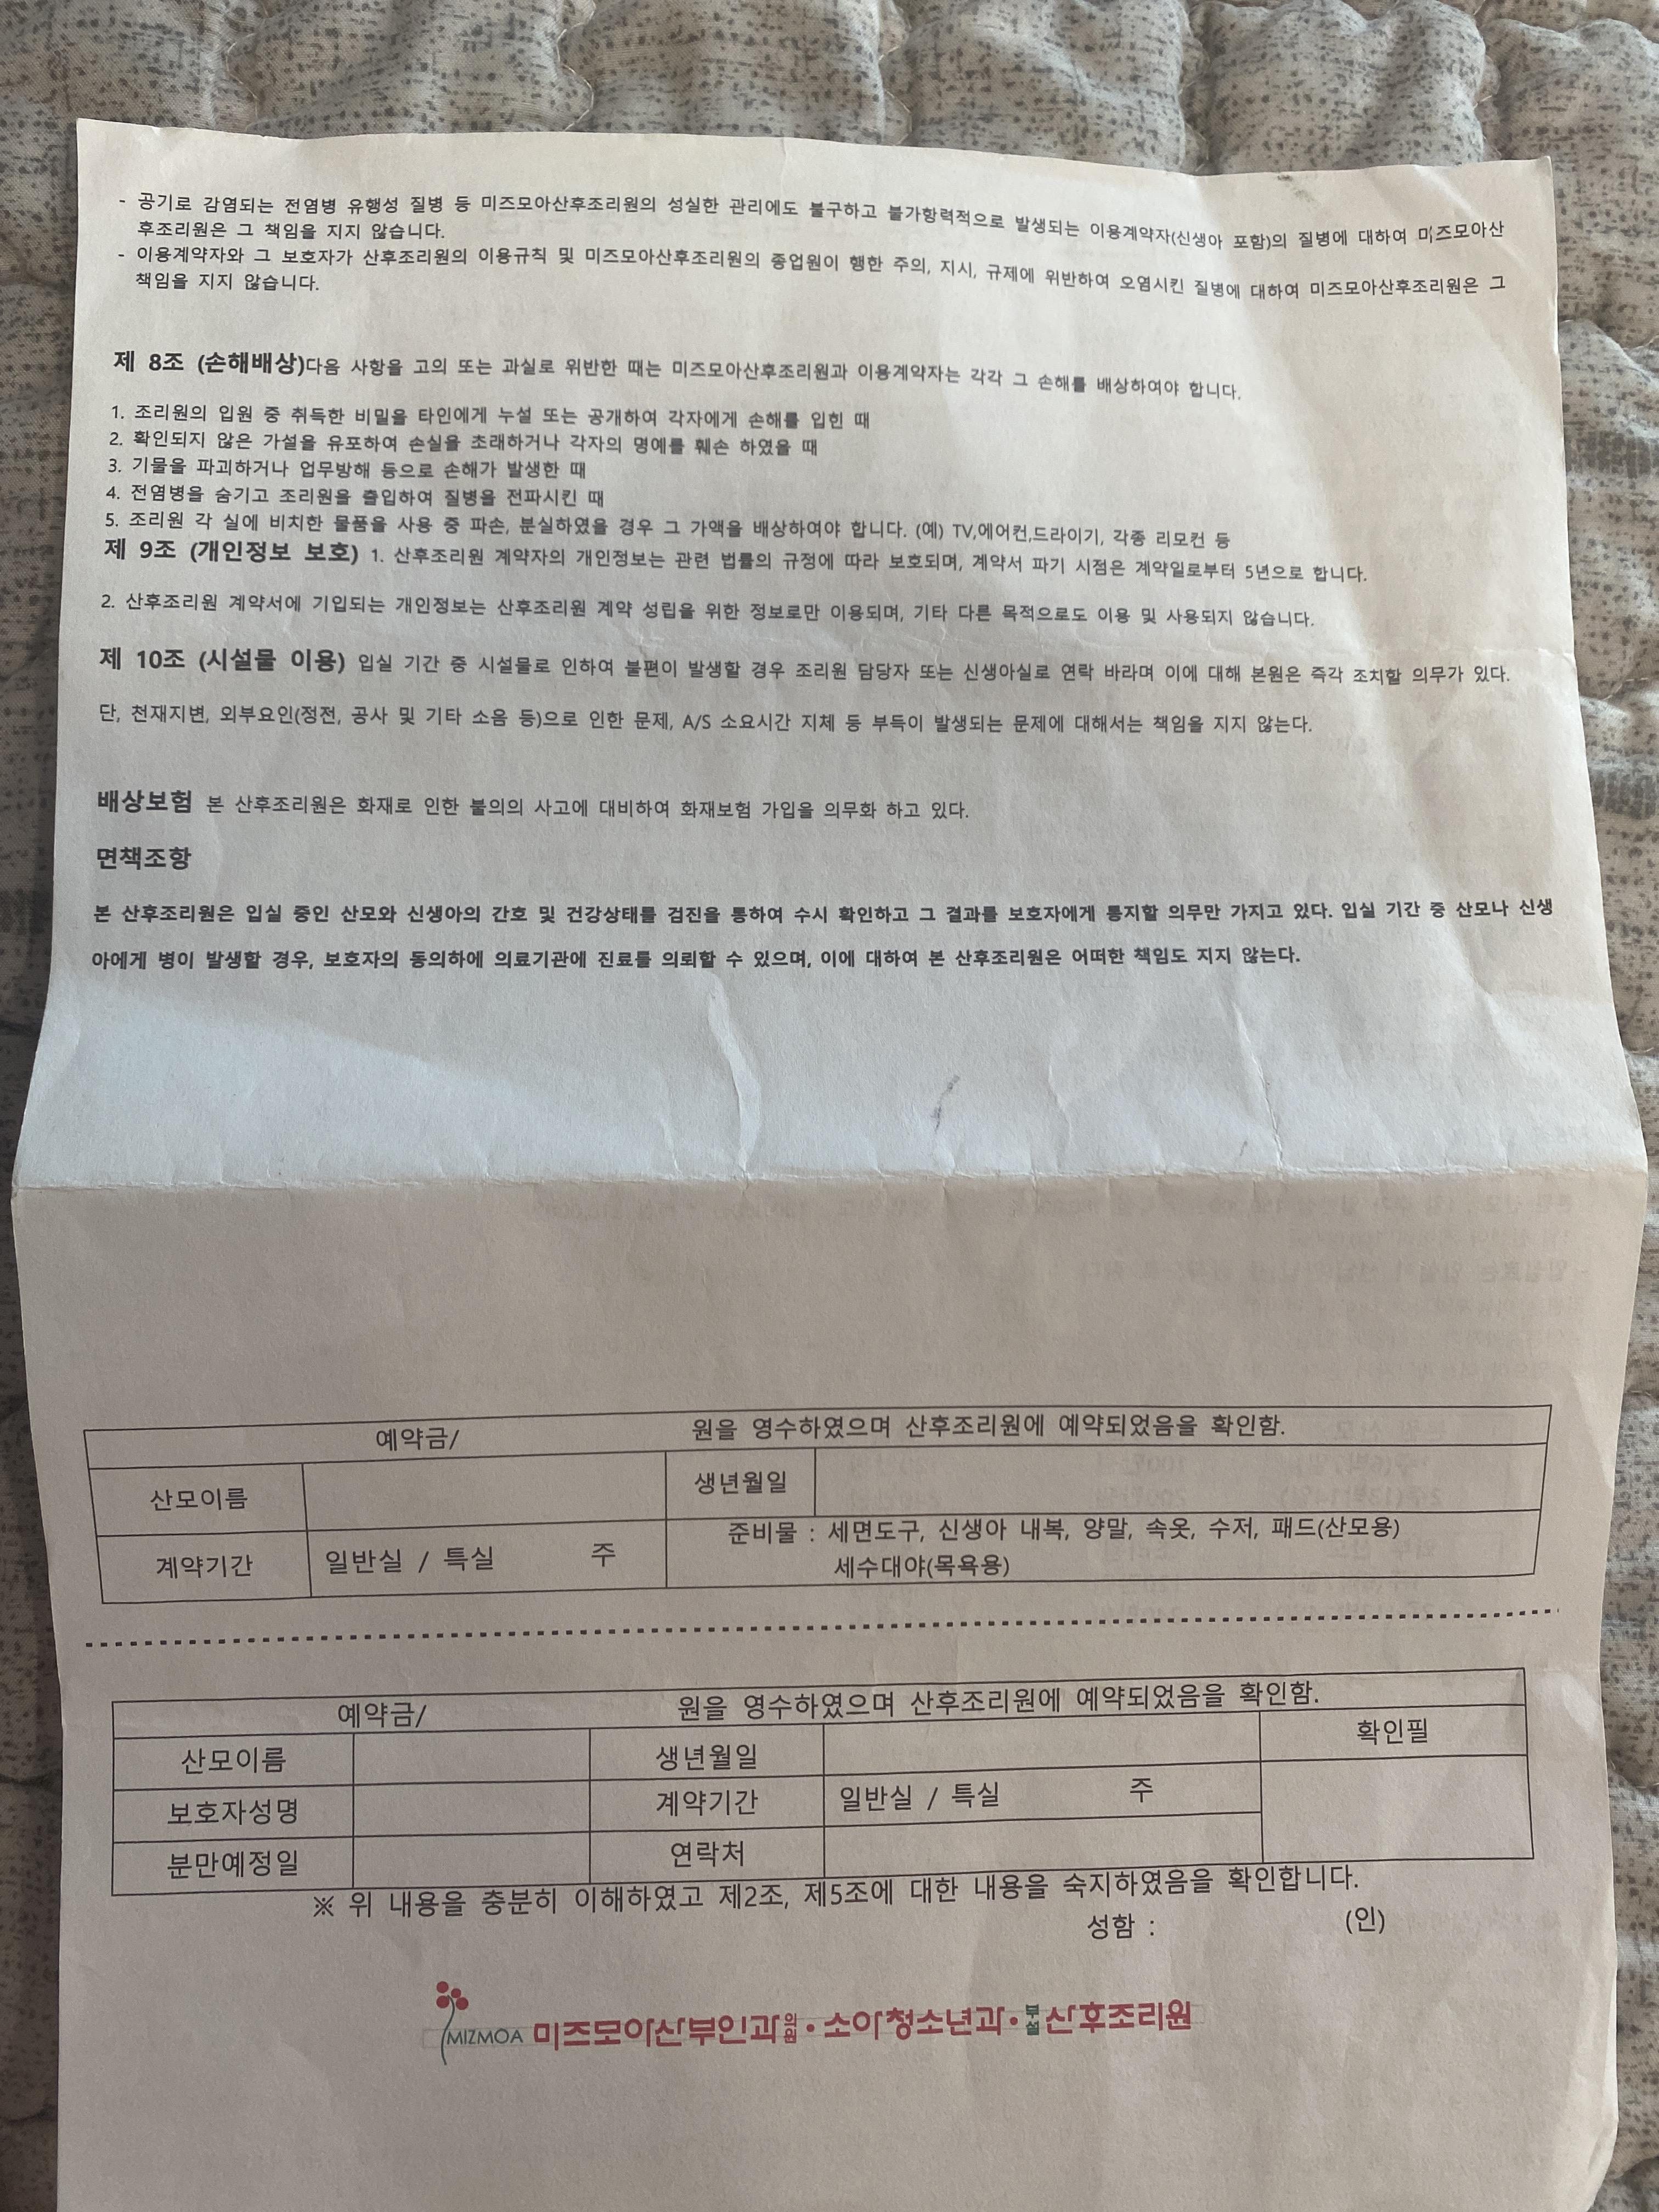 - 공기로 감염되는 전염병 유행성 질병 등 미즈모아산후조리원의 성실한 관리에도 불구하고 불가항력적으로 발생되는 이용계약자(신생아 포함)의 질병에 대하여 미즈모아산
후조리원은 그 책임을 지지 않습니다.
- 이용계약자와 그 보호자가 산후조리원의 이용규칙 및 미즈모아산후조리원의 종업원이 행한 주의, 지시, 규제에 위반하여 오염시킨 질병에 대하여 미즈모아산후조리원은 그
책임을 지지 않습니다.
제 8조 (손해배상)다음 사항을 고의 또는 과실로 위반한 때는 미즈모아산후조리원과 이용계약자는 각각 그 손해를 배상하여야 합니다.
1. 조리원의 입원 중 취득한 비밀을 타인에게 누설 또는 공개하여 각자에게 손해를 입힌 때
2. 확인되지 않은 가설을 유포하여 손실을 초래하거나 각자의 명예를 훼손 하였을 때
3. 기물을 파괴하거나 업무방해 등으로 손해가 발생한 때
4. 전염병을 숨기고 조리원을 출입하여 질병을 전파시킨 때
5. 조리원 각 실에 비치한 물품을 사용 중 파손, 분실하였을 경우 그 가액을 배상하여야 합니다. (예) TV,에어컨,드라이기, 각종 리모컨 등
제 9조 (개인정보 보호) 1. 산후조리원 계약자의 개인정보는 관련 법률의 규정에 따라 보호되며, 계약서 파기 시점은 계약일로부터 5년으로 합니다.
2. 산후조리원 계약서에 기입되는 개인정보는 산후조리원 계약 성립을 위한 정보로만 이용되며, 기타 다른 목적으로도 이용 및 사용되지 않습니다.
제 10조 (시설물 이용) 입실 기간 중 시설물로 인하여 불편이 발생할 경우 조리원 담당자 또는 신생아실로 연락 바라며 이에 대해 본원은 즉각 조치할 의무가 있다.
단, 천재지변, 외부요인(정전, 공사 및 기타 소음 등)으로 인한 문제, A/S 소요시간 지체 등 부득이 발생되는 문제에 대해서는 책임을 지지 않는다.
배상보험 본 산후조리원은 화재로 인한 불의의 사고에 대비하여 화재보험 가입을 의무화 하고 있다.
면책조항
본 산후조리원은 입실 중인 산모와 신생아의 간호 및 건강상태를 검진을 통하여 수시 확인하고 그 결과를 보호자에게 통지할 의무만 가지고 있다. 입실 기간 중 산모나 신생
아에게 병이 발생할 경우, 보호자의 동의하에 의료기관에 진료를 의뢰할 수 있으며, 이에 대하여 본 산후조리원은 어떠한 책임도 지지 않는다.
예약금/ 원을 영수하였으며 산후조리원에 예약되었음을 확인함.
산모이름 생년월일
계약기간 일반실 / 특실 주 준비물 : 세면도구, 신생아 내복, 양말, 속옷, 수저, 패드(산모용)
세수대야(목욕용)
예약금/ 원을 영수하였으며 산후조리원에 예약되었음을 확인함.
산모이름 생년월일 확인필
보호자성명 계약기간 일반실 / 특실 주
분만예정일 연락처
※ 위 내용을 충분히 이해하였고 제2조, 제5조에 대한 내용을 숙지하였음을 확인합니다.
성함 : (인)
MIZMOA 미즈모아산부인과의원·소아청소년과·부설산후조리원